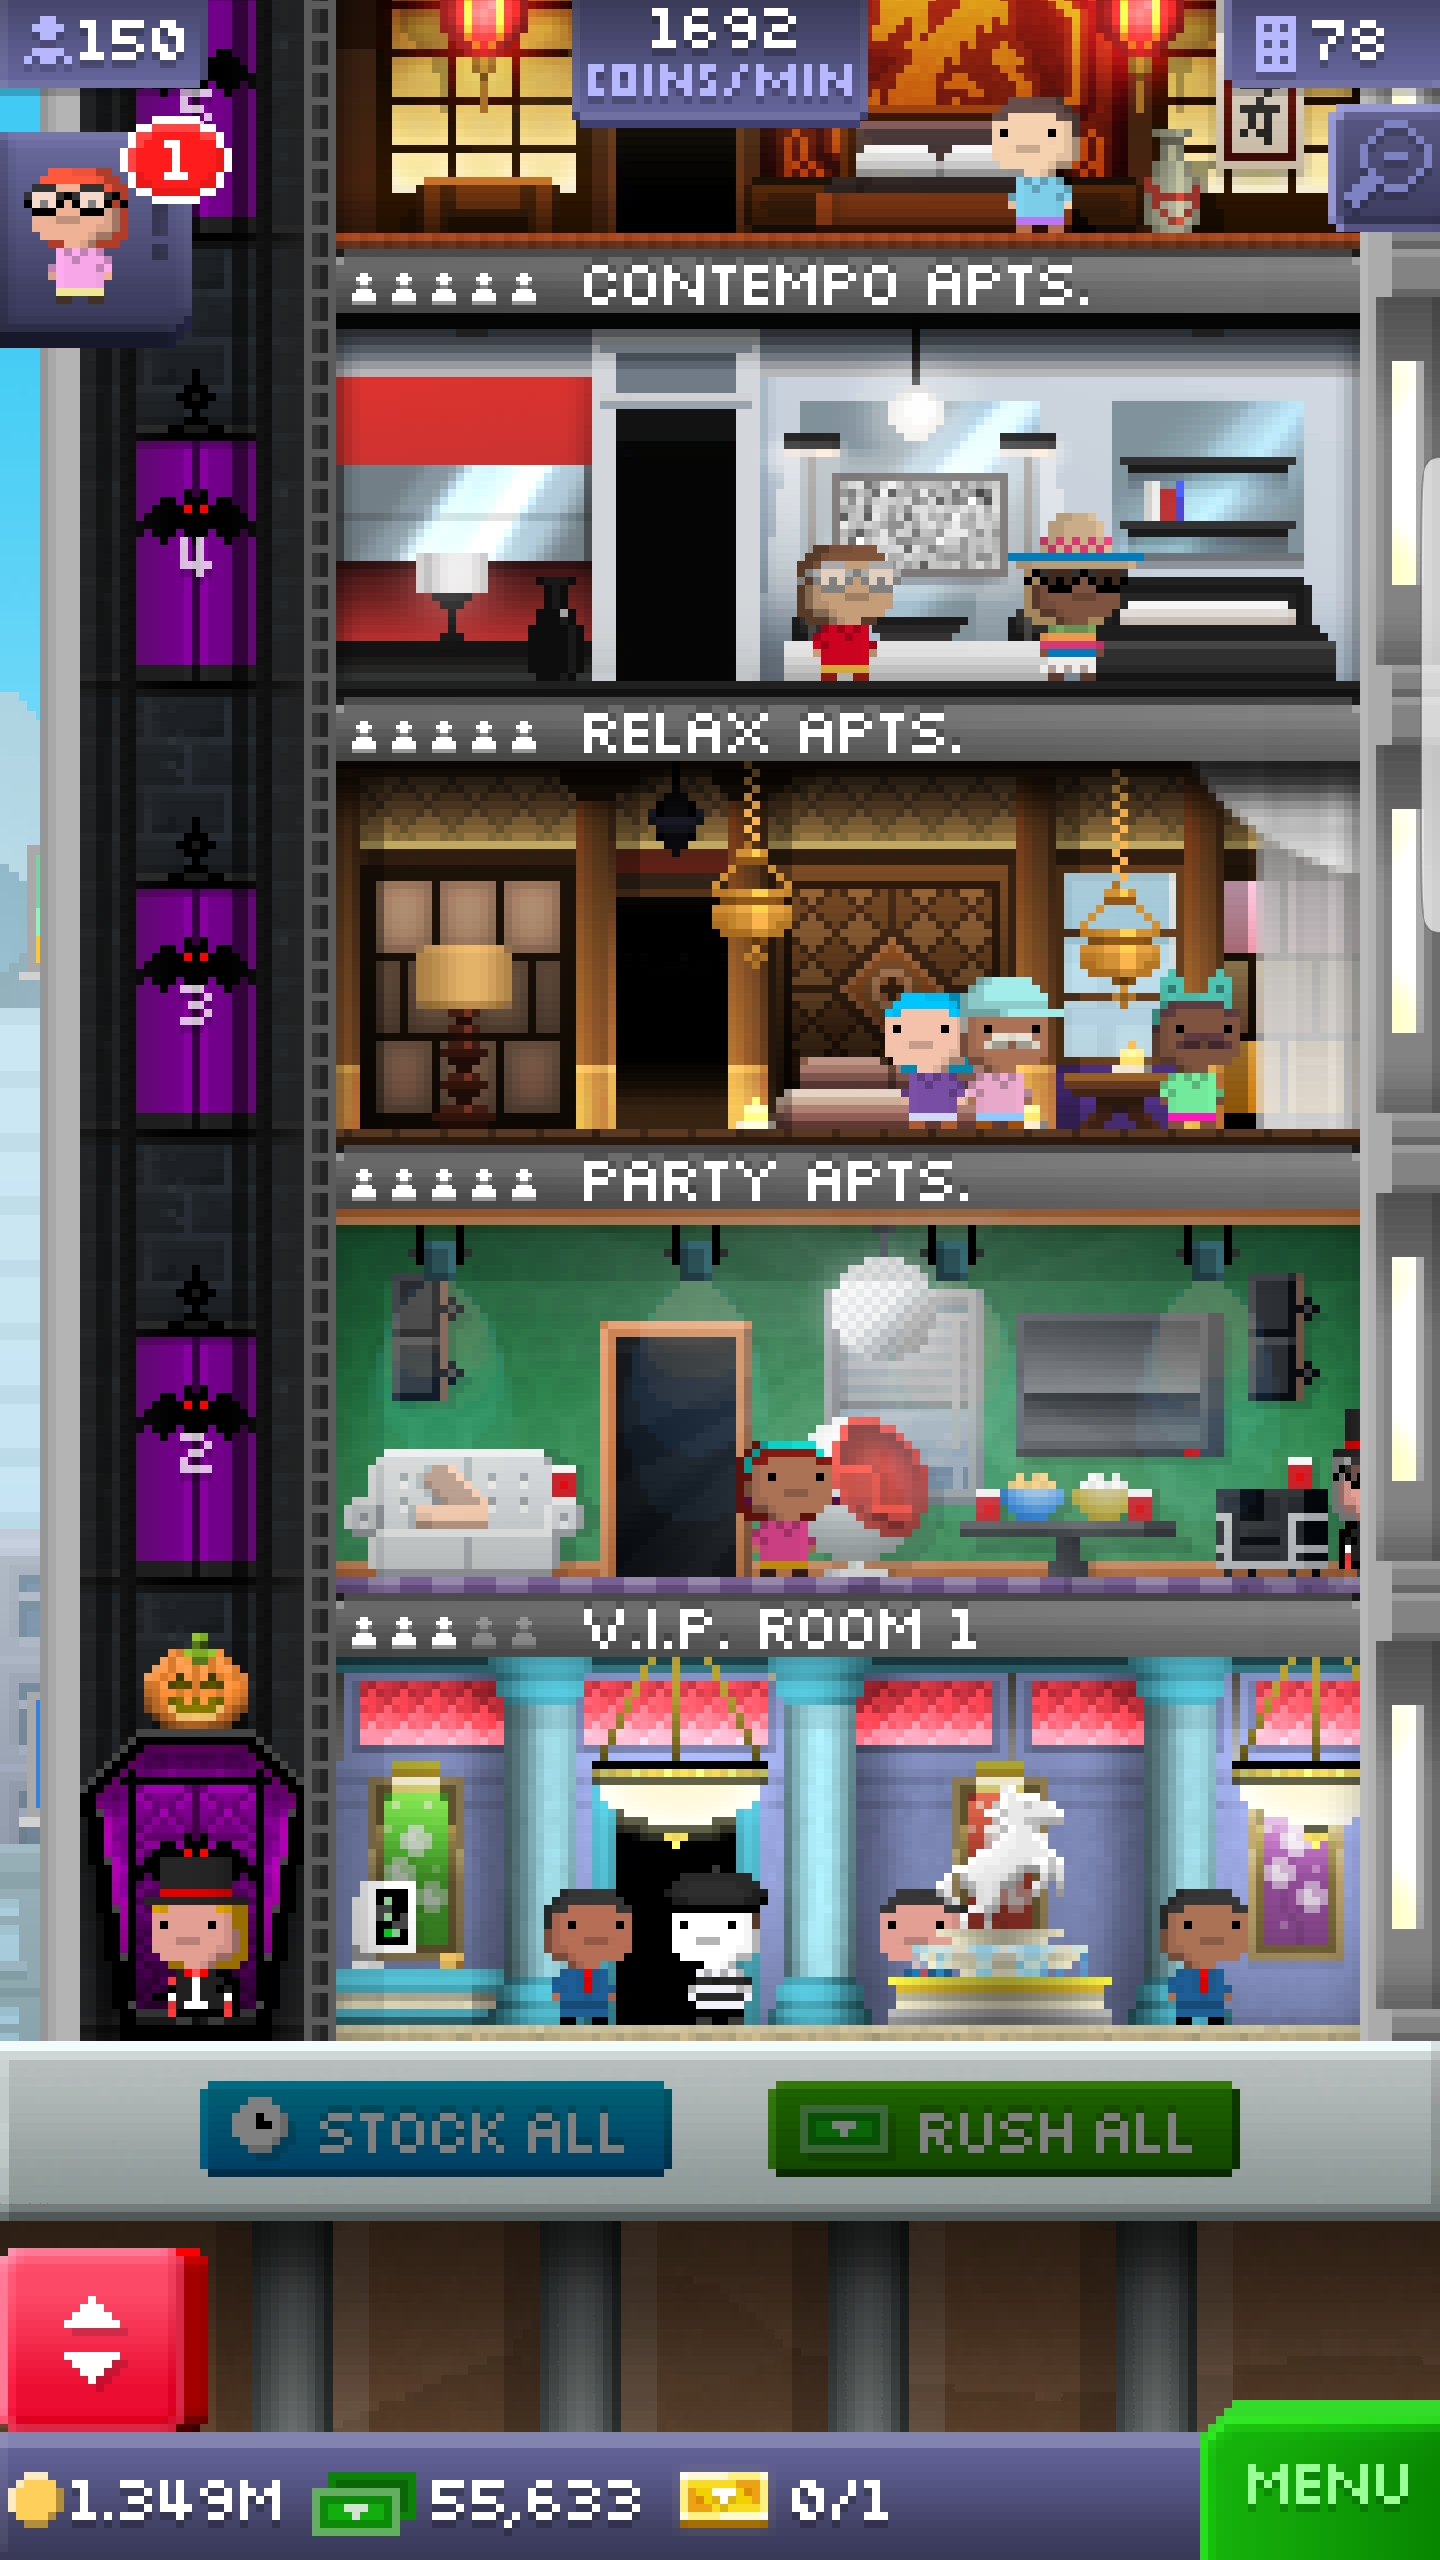 150
1692
COINS/MIN
78
5
1
CONTEMPO APTS.
4
RELAX APTS.
3
PARTY APTS.
2
V.I.P. ROOM 1
1
STOCK ALL
RUSH ALL
1.349M
55,633
0/1
MENU